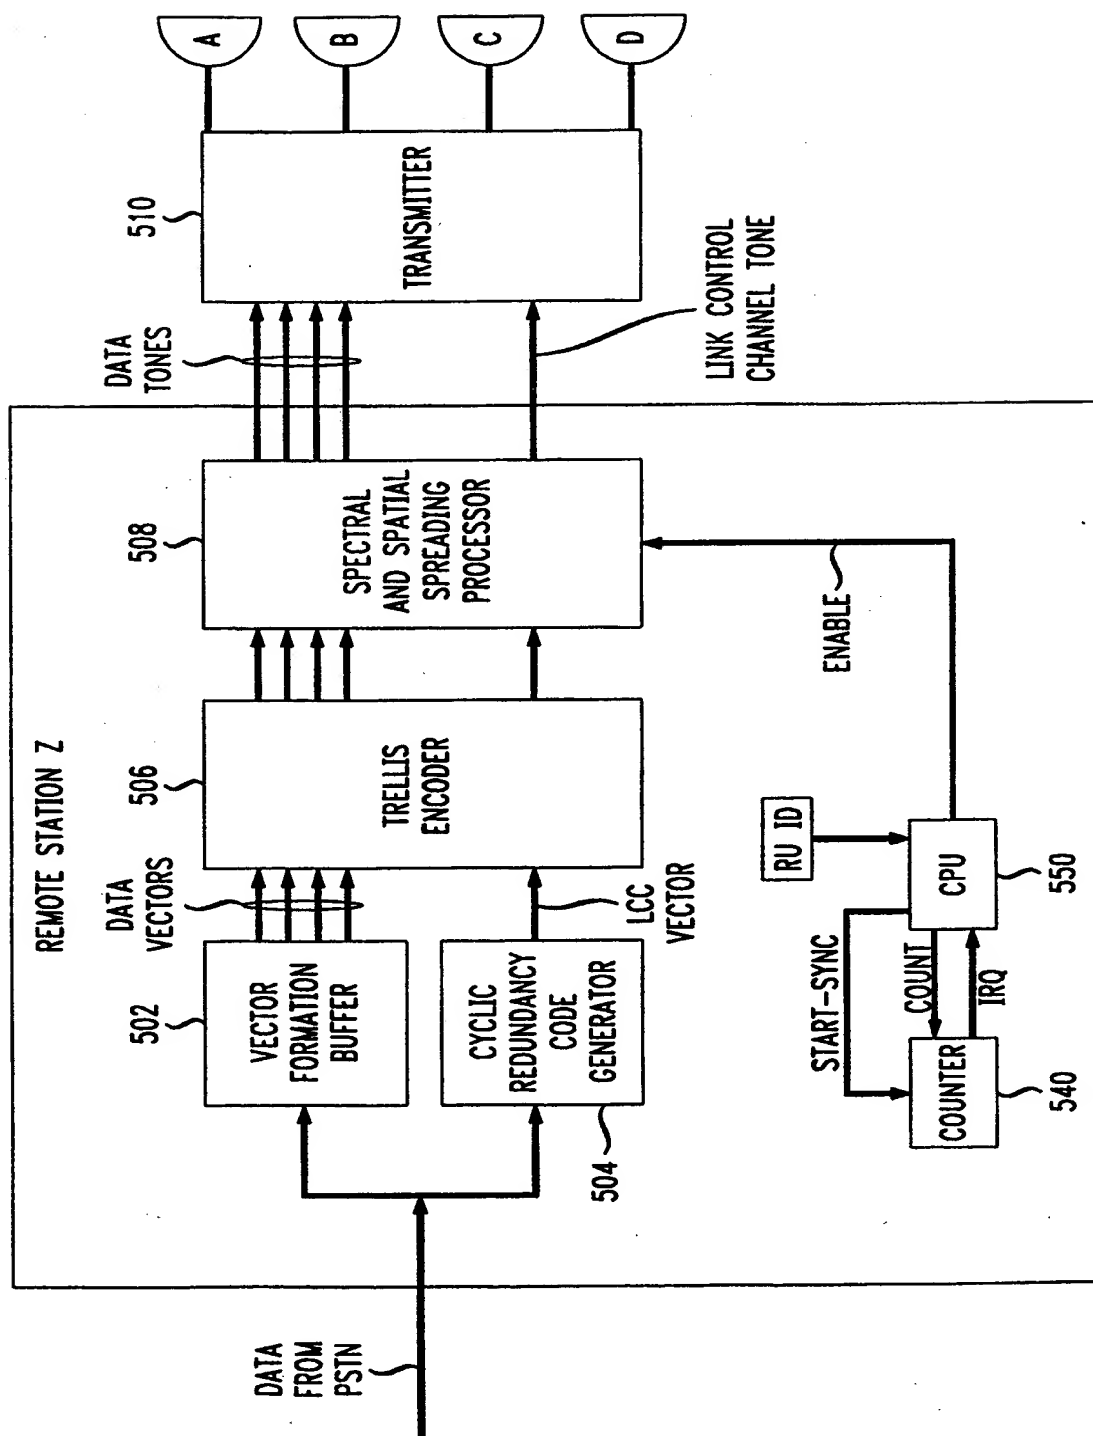 REMOTE STATION Z
DATA
FROM
PSTN
502
VECTOR
FORMATION
BUFFER
504
CYCLIC
REDUNDANCY
CODE
GENERATOR
DATA
VECTORS
LCC
VECTOR
506
TRELLIS
ENCODER
508
SPECTRAL
AND SPATIAL
SPREADING
PROCESSOR
DATA
TONES
LINK CONTROL
CHANNEL TONE
510
TRANSMITTER
A
B
C
D
ENABLE
RU ID
START-SYNC
COUNT
IRQ
COUNTER
540
CPU
550